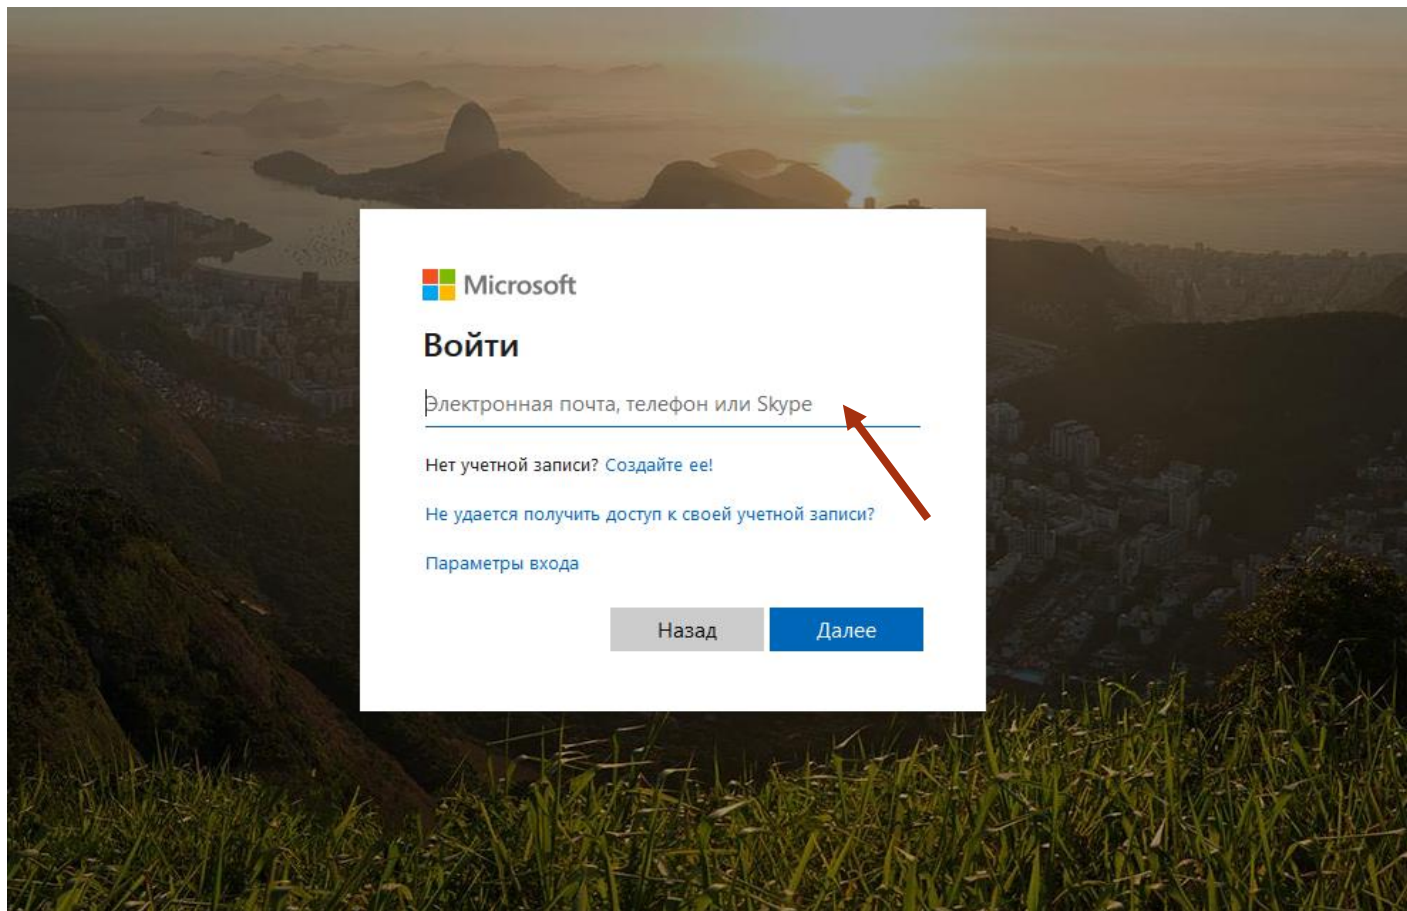 Microsoft
Войти
Электронная почта, телефон или Skype
Нет учетной записи? Создайте ее!
Не удается получить доступ к своей учетной записи?
Параметры входа
Назад Далее